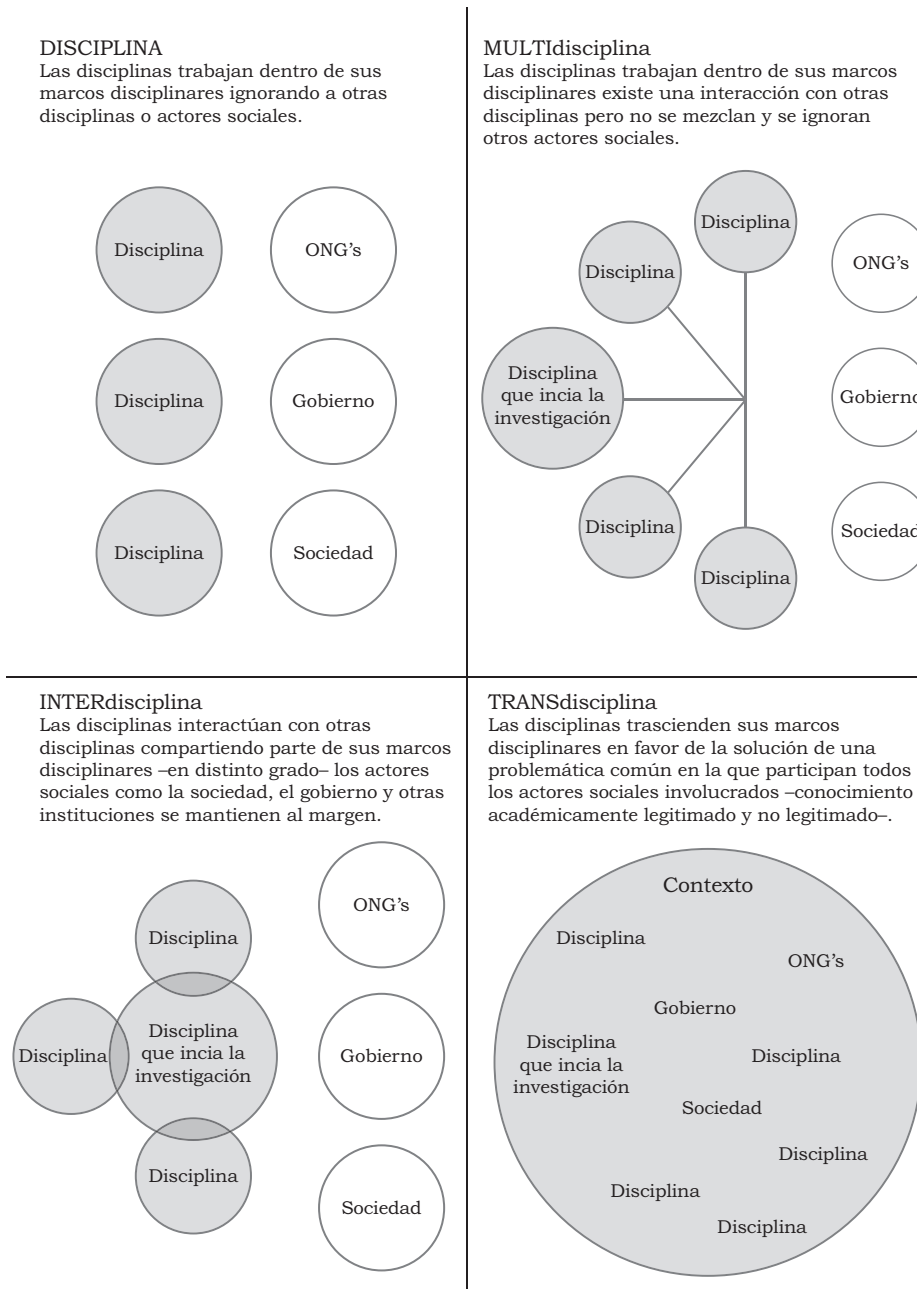 DISCIPLINA
Las disciplinas trabajan dentro de sus
marcos disciplinares ignorando a otras
disciplinas o actores sociales.
Disciplina
ONG's
Disciplina
Gobierno
Disciplina
Sociedad
MULTIdisciplina
Las disciplinas trabajan dentro de sus marcos
disciplinares existe una interacción con otras
disciplinas pero no se mezclan y se ignoran
otros actores sociales.
Disciplina
Disciplina
ONG's
Disciplina
que incia la
investigación
Gobierno
Disciplina
Sociedad
Disciplina
INTERdisciplina
Las disciplinas interactúan con otras
disciplinas compartiendo parte de sus marcos
disciplinares –en distinto grado– los actores
sociales como la sociedad, el gobierno y otras
instituciones se mantienen al margen.
ONG's
Disciplina
Disciplina
Disciplina
que incia la
investigación
Gobierno
Disciplina
Sociedad
TRANSdisciplina
Las disciplinas trascienden sus marcos
disciplinares en favor de la solución de una
problemática común en la que participan todos
los actores sociales involucrados –conocimiento
académicamente legitimado y no legitimado–.
Contexto
Disciplina
ONG's
Gobierno
Disciplina
que incia la
investigación
Disciplina
Sociedad
Disciplina
Disciplina
Disciplina